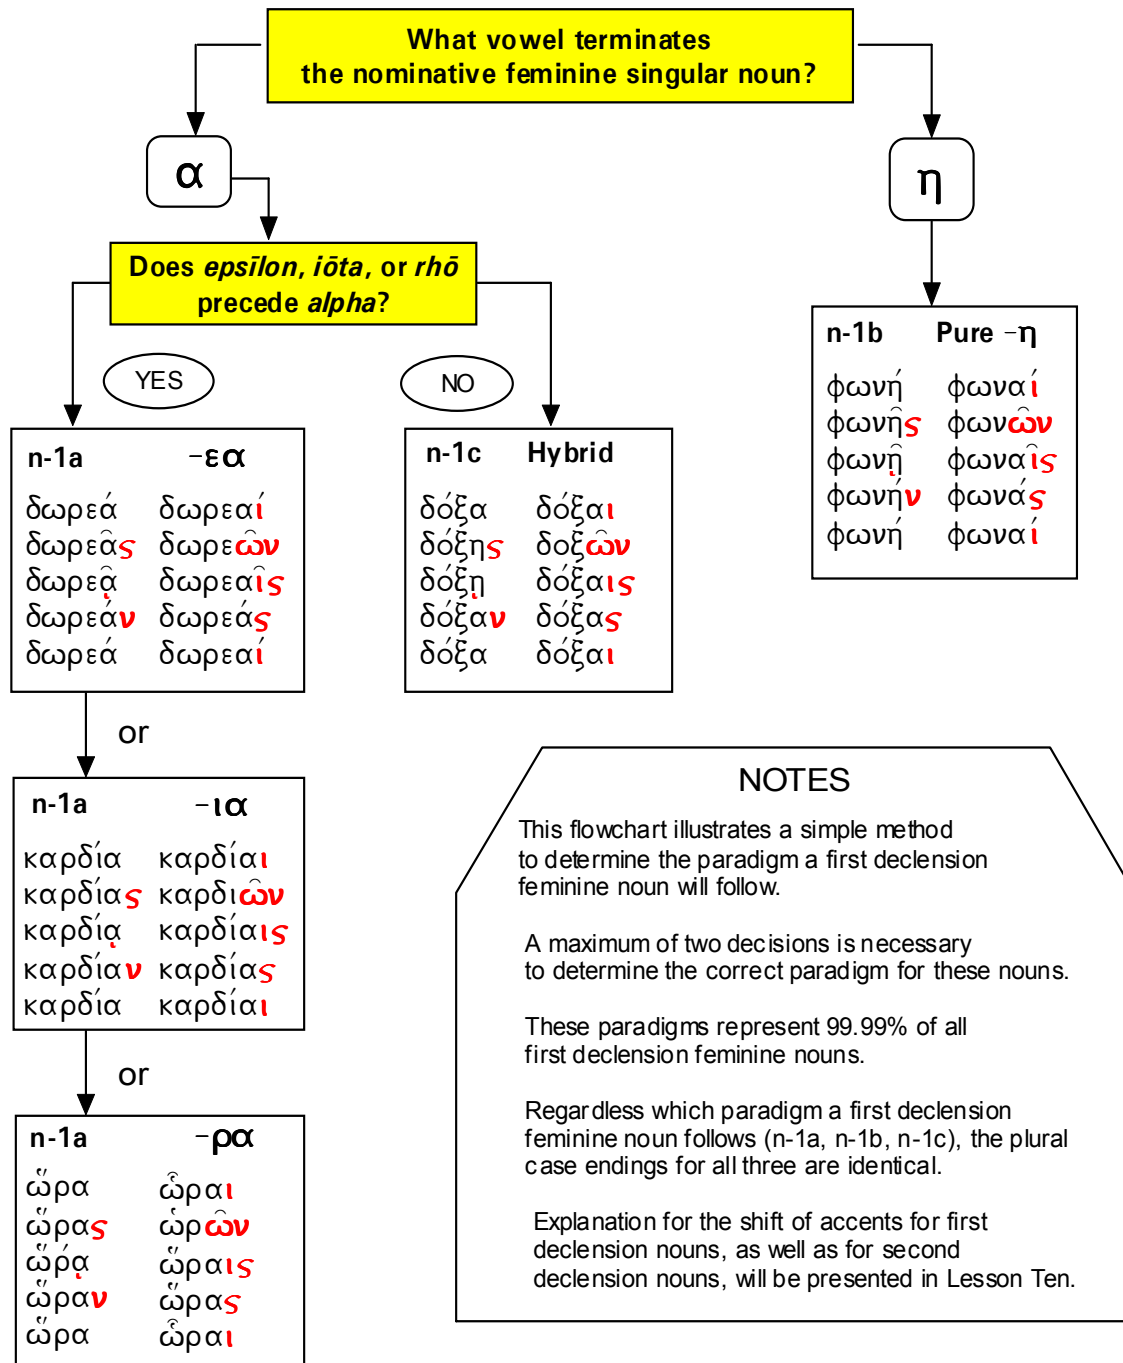 What vowel terminates
the nominative feminine singular noun?
α
η
Does epsīlon, iōta, or rhō
precede alpha?
YES
NO
n-1b Pure –η
φωνή φωναί
φωνῆς φωνῶν
φωνῇ φωναῖς
φωνήν φωνάς
φωνή φωναί
n-1a –εα
δωρεά δωρεαί
δωρεᾶς δωρεῶν
δωρεᾷ δωρεαῖς
δωρεάν δωρεάς
δωρεά δωρεαί
n-1c Hybrid
δόξα δόξαι
δόξης δοξῶν
δόξῃ δόξαις
δόξαν δόξας
δόξα δόξαι
or
n-1a –ια
καρδία καρδίαι
καρδίας καρδιῶν
καρδίᾳ καρδίαις
καρδίαν καρδίας
καρδία καρδίαι
or
n-1a –ρα
ὥρα ὧραι
ὥρας ὡρῶν
ὥρᾴ ὥραις
ὥραν ὥρας
ὥρα ὧραι
NOTES
This flowchart illustrates a simple method
to determine the paradigm a first declension
feminine noun will follow.
A maximum of two decisions is necessary
to determine the correct paradigm for these nouns.
These paradigms represent 99.99% of all
first declension feminine nouns.
Regardless which paradigm a first declension
feminine noun follows (n-1a, n-1b, n-1c), the plural
case endings for all three are identical.
Explanation for the shift of accents for first
declension nouns, as well as for second
declension nouns, will be presented in Lesson Ten.